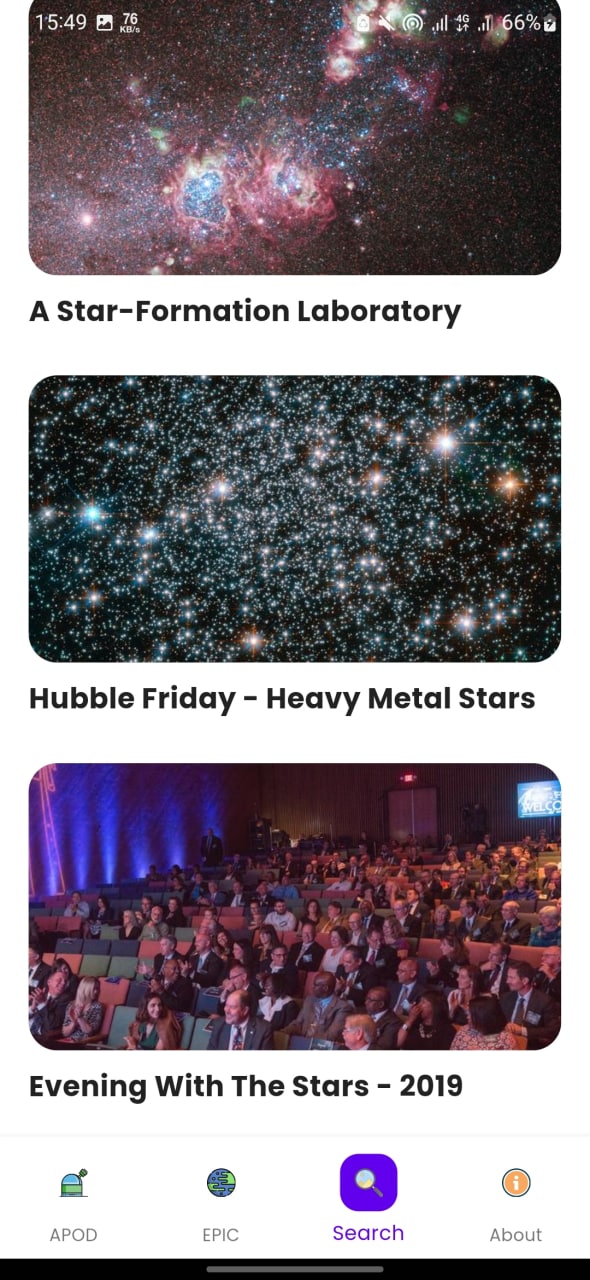 15:49 76 KB/s 4G 66%
A Star-Formation Laboratory
Hubble Friday - Heavy Metal Stars
WELCO
Evening With The Stars - 2019
APOD EPIC Search About